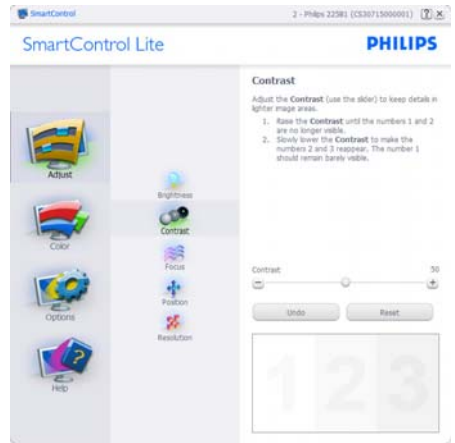 SmartControl
2 - Philips 225B1 (CS30715000001)
? X
SmartControl Lite
PHILIPS
Adjust
Color
Options
Help
Brightness
Contrast
Focus
Position
Resolution
Contrast
Adjust the Contrast (use the slider) to keep details in
lighter image areas.
1. Raise the Contrast until the numbers 1 and 2
are no longer visible.
2. Slowly lower the Contrast to make the
numbers 2 and 3 reappear. The number 1
should remain barely visible.
Contrast
50
Undo
Reset
1 2 3